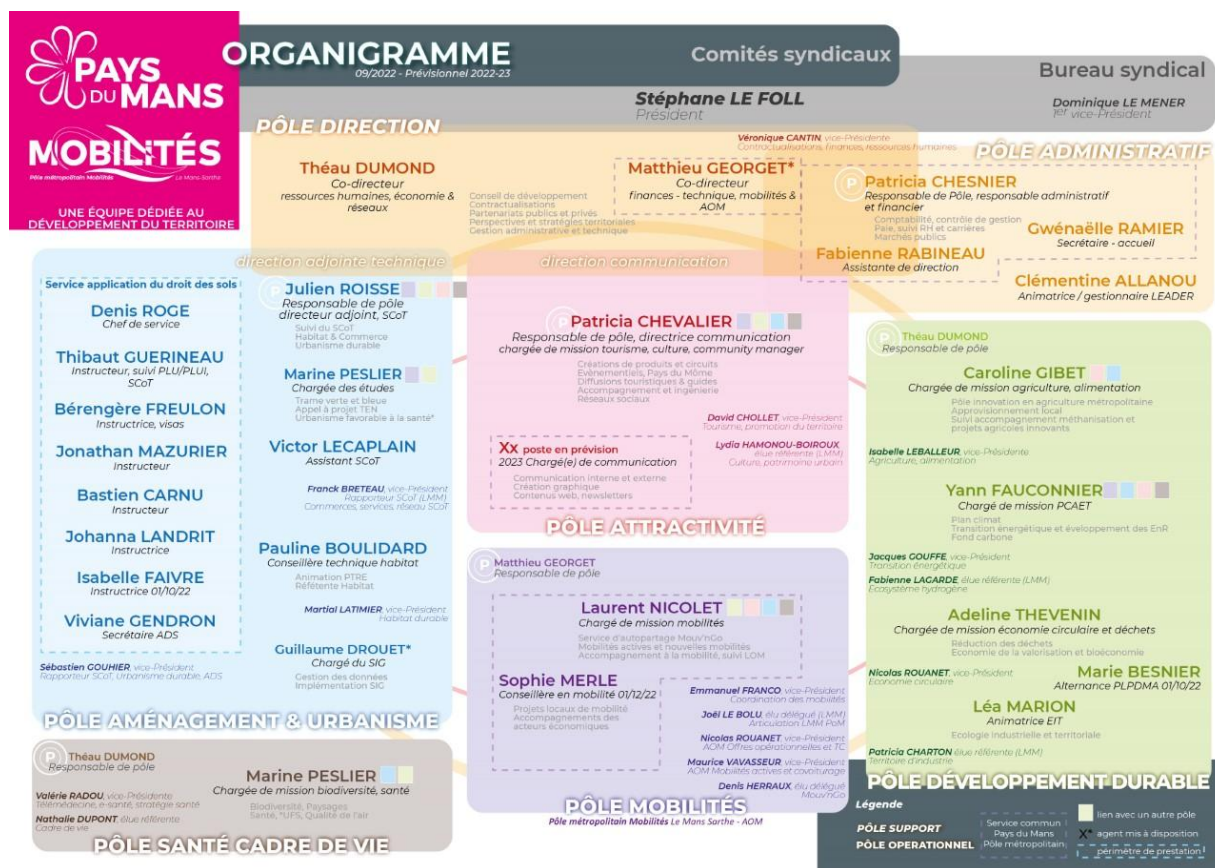 PAYS
DU MANS
MOBILITÉS
Pôle métropolitain Mobilités Le Mans-Sarthe
UNE ÉQUIPE DÉDIÉE AU
DÉVELOPPEMENT DU TERRITOIRE
ORGANIGRAMME
09/2022 - Prévisionnel 2022-23
Comités syndicaux
Bureau syndical
Stéphane LE FOLL
Président
Dominique LE MENER
1er vice-Président
PÔLE DIRECTION
Théau DUMOND
Co-directeur
ressources humaines, économie &
réseaux
Conseil de développement
Contractualisations
Partenariats publics et privés
Perspectives et stratégies territoriales
Gestion administrative et technique
Véronique CANTIN, vice-Présidente
Contractualisations, finances, ressources humaines
Matthieu GEORGET*
Co-directeur
finances - technique, mobilités &
AOM
PÔLE ADMINISTRATIF
P
Patricia CHESNIER
Responsable de Pôle, responsable administratif
et financier
Comptabilité, contrôle de gestion
Paie, suivi RH et carrières
Marchés publics
Gwénaëlle RAMIER
Secrétaire - accueil
Fabienne RABINEAU
Assistante de direction
Clémentine ALLANOU
Animatrice / gestionnaire LEADER
direction adjointe technique
direction communication
Service application du droit des sols
Denis ROGE
Chef de service
Thibaut GUERINEAU
Instructeur, suivi PLU/PLUI,
SCoT
Bérengère FREULON
Instructrice, visas
Jonathan MAZURIER
Instructeur
Bastien CARNU
Instructeur
Johanna LANDRIT
Instructrice
Isabelle FAIVRE
Instructrice 01/10/22
Viviane GENDRON
Secrétaire ADS
Sébastien GOUHIER, vice-Président
Rapporteur SCoT, Urbanisme durable, ADS
P
Julien ROISSE
Responsable de pôle
directeur adjoint, SCoT
Suivi du SCoT
Habitat & Commerce
Urbanisme durable
Marine PESLIER
Chargée des études
Trame verte et bleue
Appel à projet TEN
Urbanisme favorable à la santé*
Victor LECAPLAIN
Assistant SCoT
Franck BRETEAU, vice-Président
Rapporteur SCoT (LMM)
Commerces, services, réseau SCoT
Pauline BOULIDARD
Conseillère technique habitat
Animation PTRE
Référente Habitat
Martial LATIMIER, vice-Président
Habitat durable
Guillaume DROUET*
Chargé du SIG
Gestion des données
Implémentation SIG
PÔLE AMÉNAGEMENT & URBANISME
P
Patricia CHEVALIER
Responsable de pôle, directrice communication
chargée de mission tourisme, culture, community manager
Créations de produits et circuits
Evènementiels, Pays du Môme
Diffusions touristiques & guides
Accompagnement et ingénierie
Réseaux sociaux
David CHOLLET, vice-Président
Tourisme, promotion du territoire
Lydia HAMONOU-BOIROUX
élue référente (LMM)
Culture, patrimoine urbain
Xx poste en prévision
2023 Chargé(e) de communication
Communication interne et externe
Création graphique
Contenus web, newsletters
PÔLE ATTRACTIVITÉ
P
Matthieu GEORGET
Responsable de pôle
Laurent NICOLET
Chargé de mission mobilités
Service d'autopartage Mouv'nGo
Mobilités actives et nouvelles mobilités
Accompagnement à la mobilité, suivi LOM
Sophie MERLE
Conseillère en mobilité 01/12/22
Projets locaux de mobilité
Accompagnements des
acteurs économiques
Emmanuel FRANCO, vice-Président
Coordination des mobilités
Joël LE BOLU, élu délégué (LMM)
Articulation LMM PoM
Nicolas ROUANET, vice-Président
AOM Offres opérationnelles et TC
Maurice VAVASSEUR, vice-Président
AOM Mobilités actives et covoiturage
Denis HERRAUX, élu délégué
Mouv'nGo
PÔLE MOBILITÉS
Pôle métropolitain Mobilités Le Mans Sarthe - AOM
P
Théau DUMOND
Responsable de pôle
Caroline GIBET
Chargée de mission agriculture, alimentation
Pôle innovation en agriculture métropolitaine
Approvisionnement local
Suivi accompagnement méthanisation et
projets agricoles innovants
Isabelle LEBALLEUR, vice-Présidente
Agriculture, alimentation
Yann FAUCONNIER
Chargé de mission PCAET
Plan climat
Transition énergétique et éveloppement des EnR
Fond carbone
Jacques GOUFFE, vice-Président
Transition énergétique
Fabienne LAGARDE, élue référente (LMM)
Ecosystème hydrogène
Adeline THEVENIN
Chargée de mission économie circulaire et déchets
Réduction des déchets
Economie de la valorisation et bioéconomie
Nicolas ROUANET, vice-Président
Economie circulaire
Marie BESNIER
Alternance PLPDMA 01/10/22
Léa MARION
Animatrice EIT
Ecologie industrielle et territoriale
Patricia CHARTON élue référente (LMM)
Territoire d'industrie
PÔLE DÉVELOPPEMENT DURABLE
P
Théau DUMOND
Responsable de pôle
Valérie RADOU, vice-Présidente
Télémédecine, e-santé, stratégie santé
Nathalie DUPONT, élue référente
Cadre de vie
Marine PESLIER
Chargée de mission biodiversité, santé
Biodiversité, Paysages
Santé, *UFS, Qualité de l'air
PÔLE SANTÉ CADRE DE VIE
Légende
PÔLE SUPPORT
PÔLE OPERATIONNEL
Service commun
Pays du Mans
Pôle métropolitain
lien avec un autre pôle
X* agent mis à disposition
périmètre de prestation